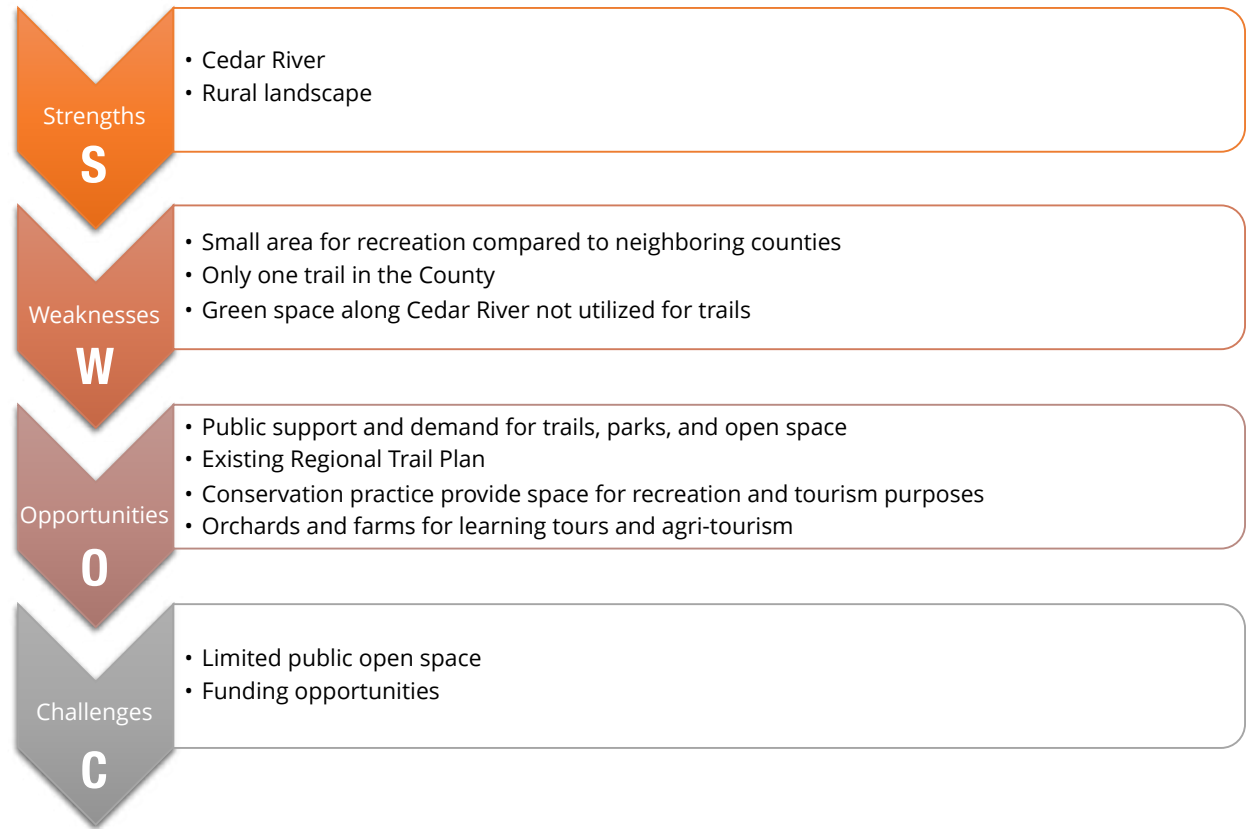 Strengths
S
• Cedar River
• Rural landscape
Weaknesses
W
• Small area for recreation compared to neighboring counties
• Only one trail in the County
• Green space along Cedar River not utilized for trails
Opportunities
O
• Public support and demand for trails, parks, and open space
• Existing Regional Trail Plan
• Conservation practice provide space for recreation and tourism purposes
• Orchards and farms for learning tours and agri-tourism
Challenges
C
• Limited public open space
• Funding opportunities